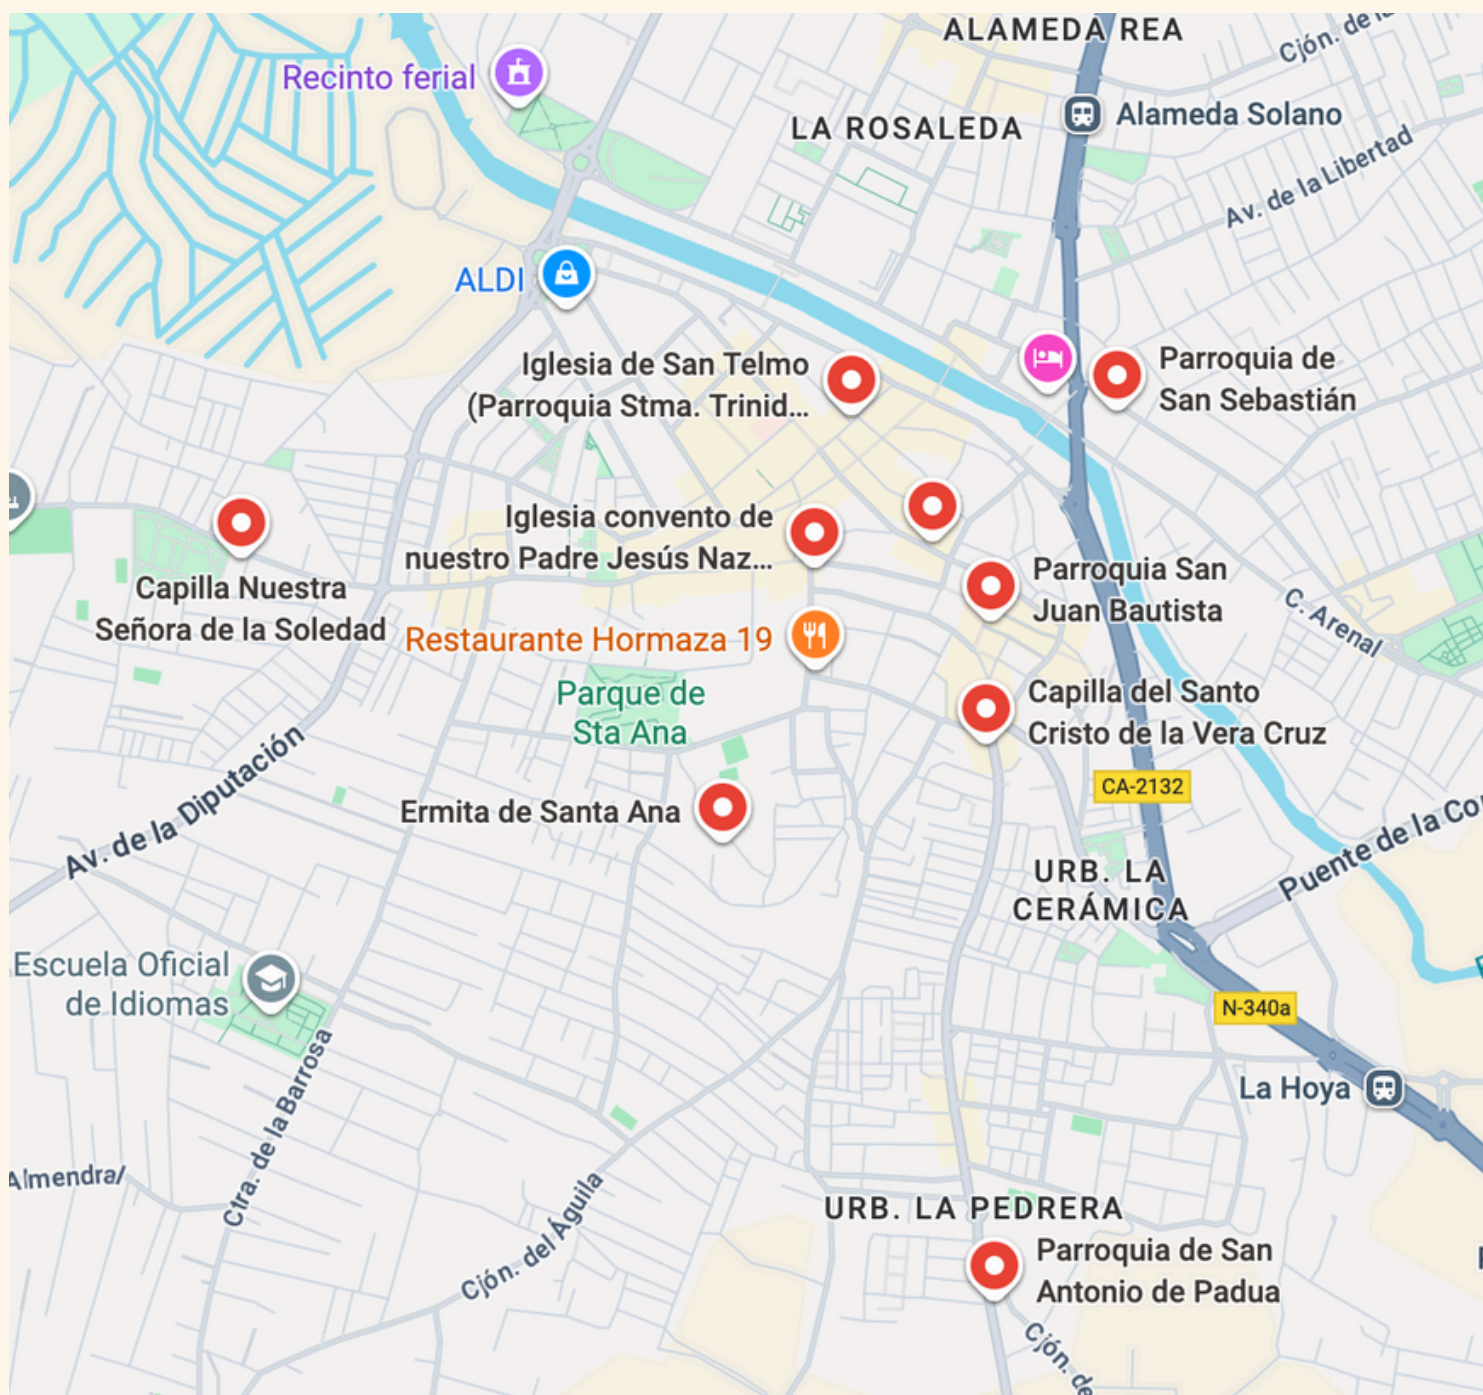 ALAMEDA REA
Cjón. de la
Recinto ferial
LA ROSALEDA
Alameda Solano
Av. de la Libertad
ALDI
Iglesia de San Telmo
(Parroquia Stma. Trinid...
Parroquia de
San Sebastián
Iglesia convento de
nuestro Padre Jesús Naz...
Capilla Nuestra
Señora de la Soledad
Parroquia San
Juan Bautista
C. Arenal
Restaurante Hormaza 19
Parque de
Sta Ana
Capilla del Santo
Cristo de la Vera Cruz
Av. de la Diputación
Ermita de Santa Ana
CA-2132
Puente de la Co
URB. LA
CERÁMICA
Escuela Oficial
de Idiomas
N-340a
La Hoya
Ctra. de la Barrosa
Almendral
Cjón. del Águila
URB. LA PEDRERA
Parroquia de San
Antonio de Padua
Cjón. de